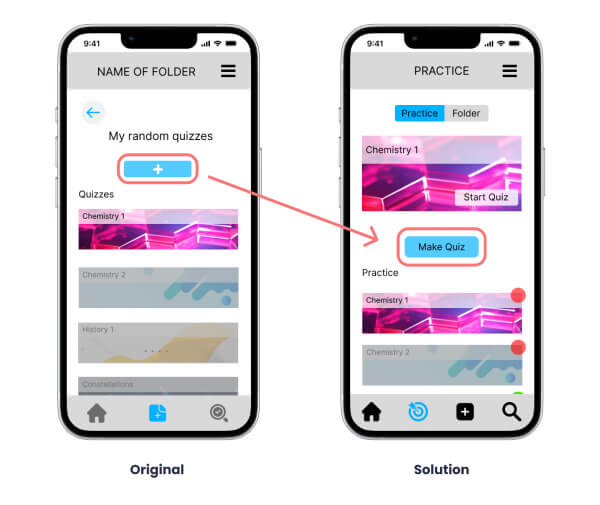 9:41
NAME OF FOLDER
My random quizzes
+
Quizzes
Chemistry 1
Chemistry 2
History 1
Constellations
Original
9:41
PRACTICE
Practice Folder
Chemistry 1
Start Quiz
Make Quiz
Practice
Chemistry 1
Chemistry 2
Solution